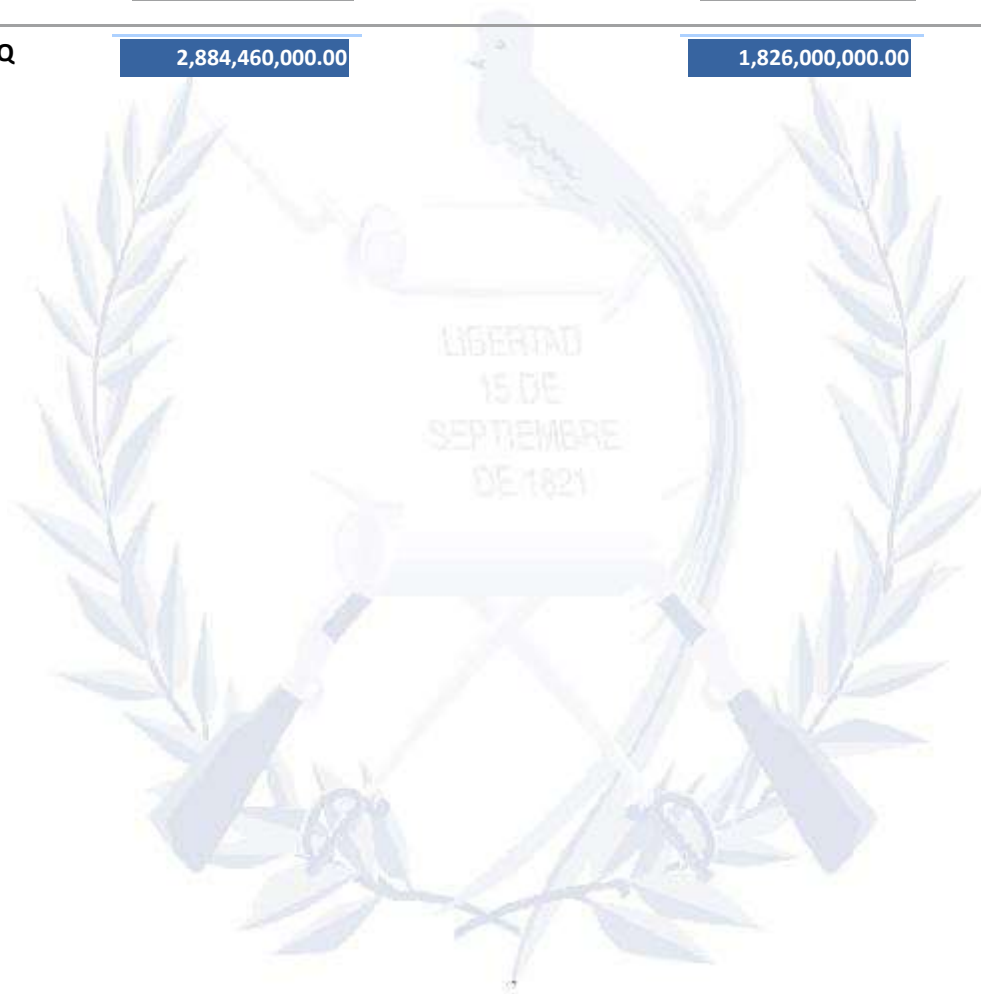 Q 2,884,460,000.00 1,826,000,000.00
LIBERTAD
15 DE
SEPTIEMBRE
DE 1821